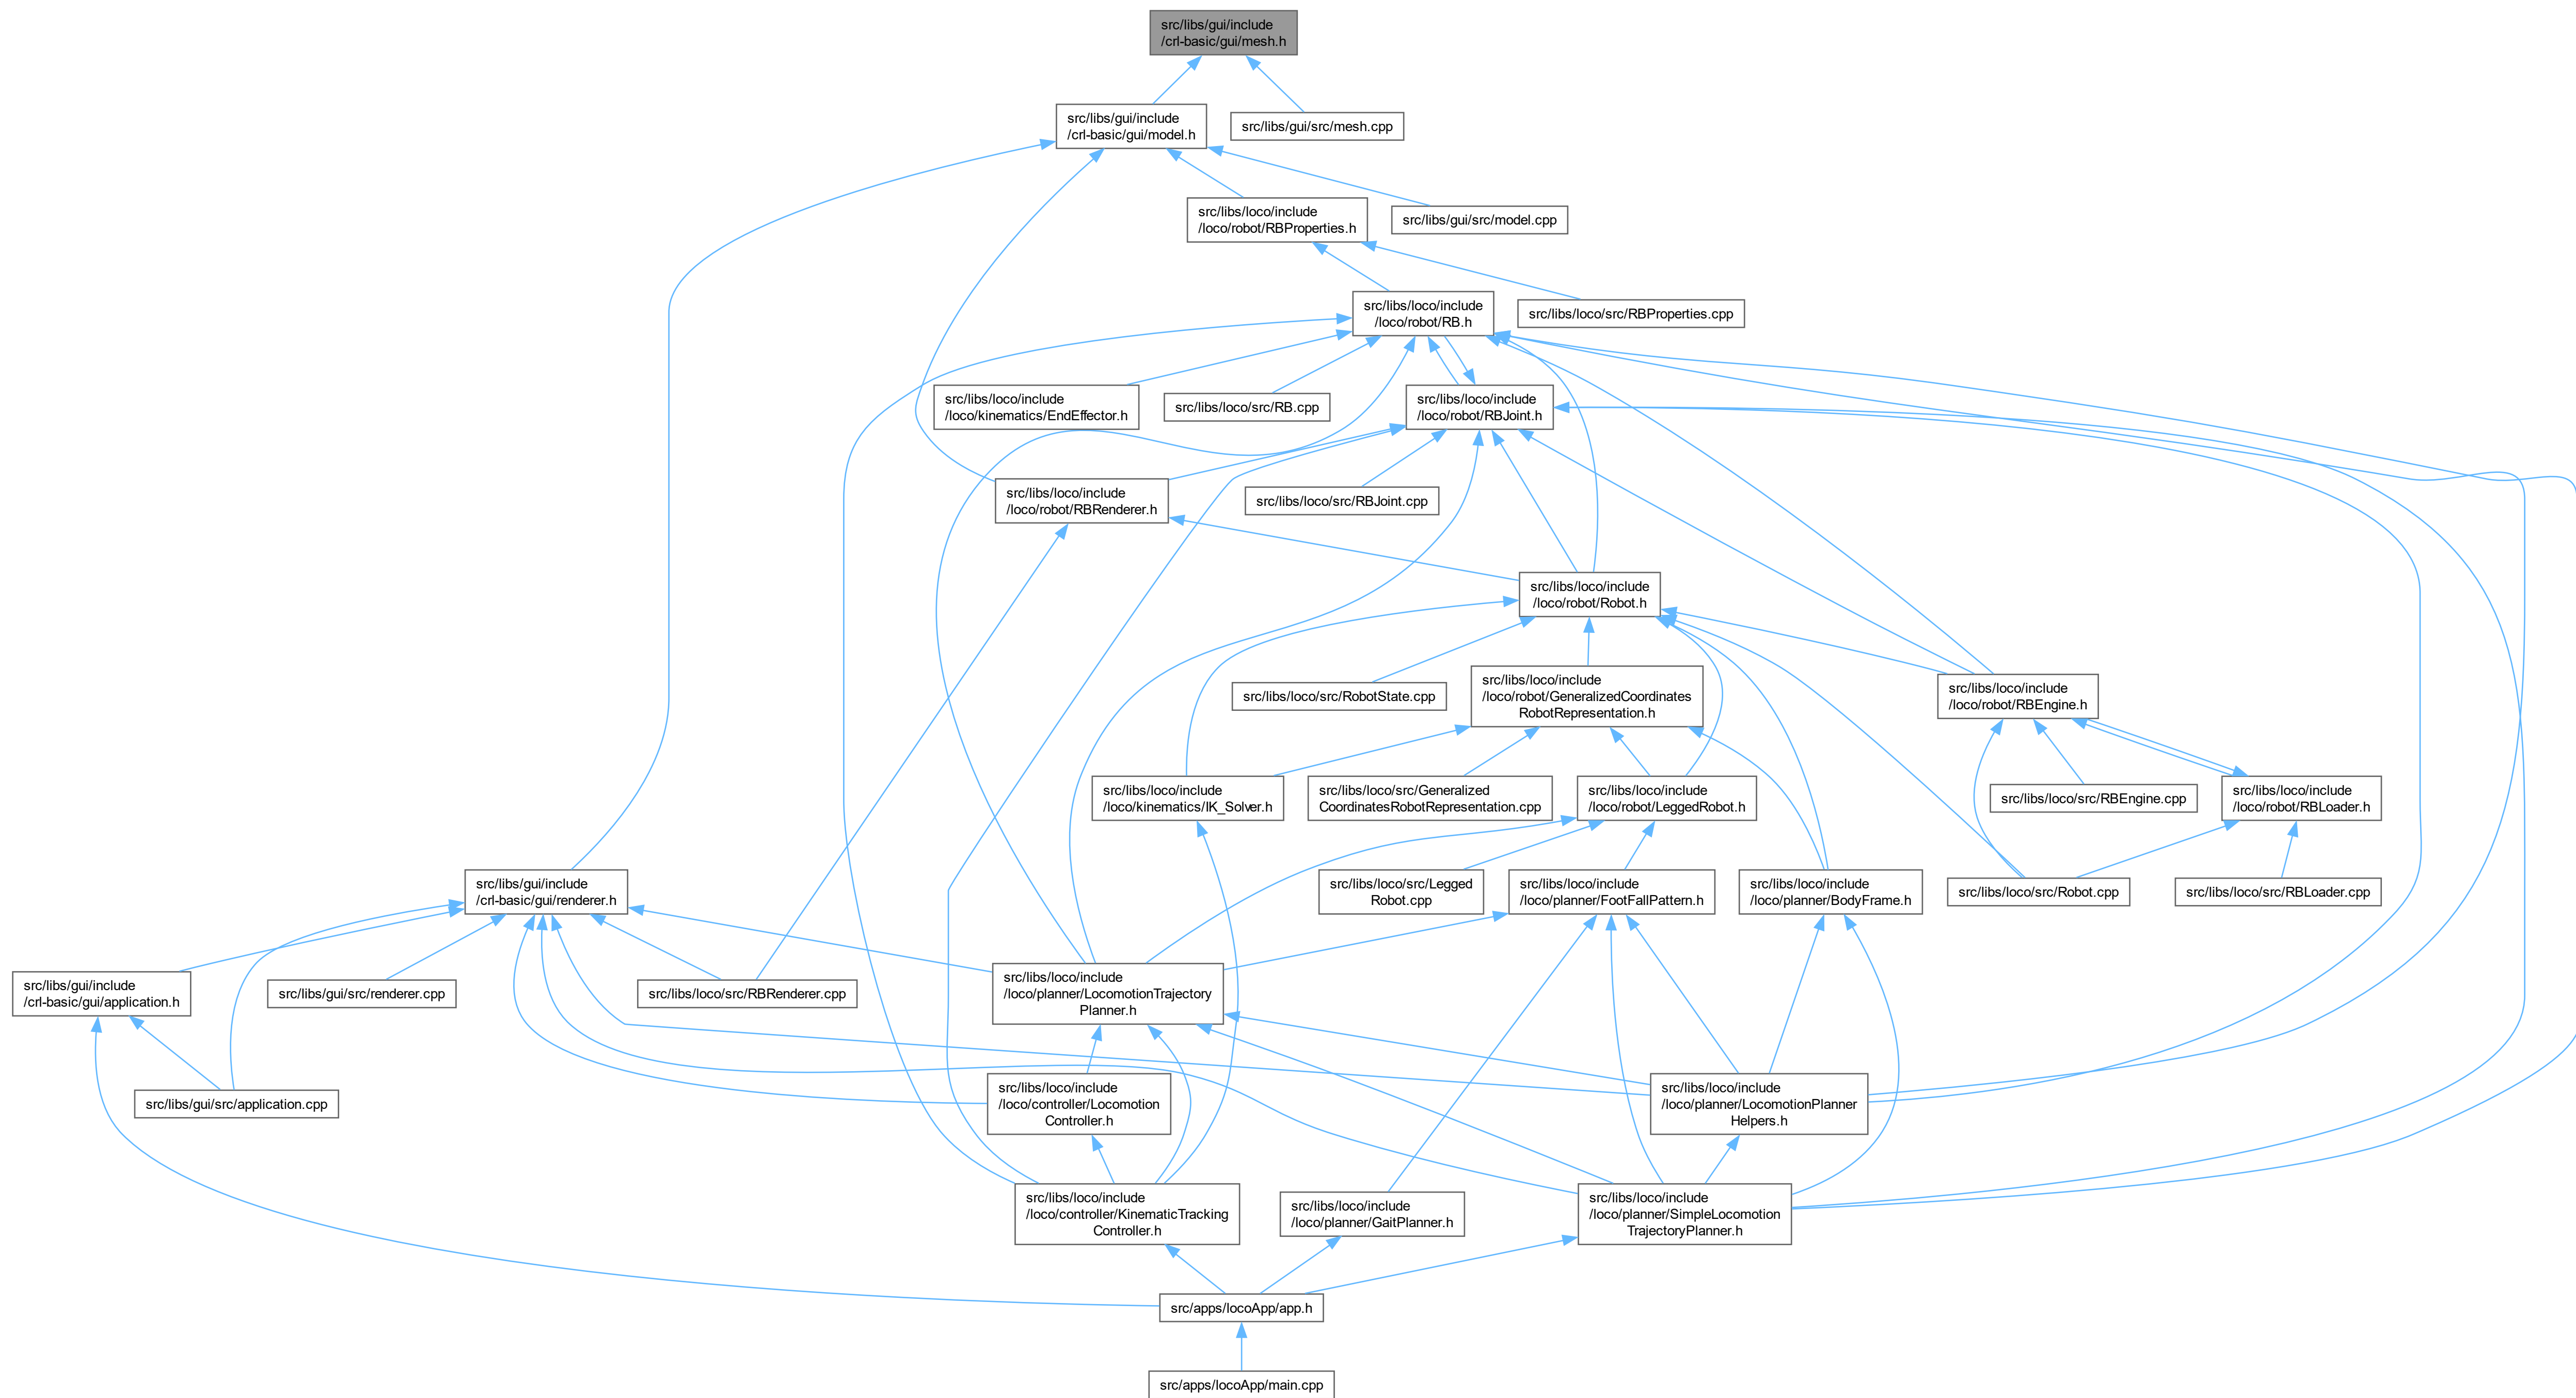 src/libs/gui/include
/crl-basic/gui/mesh.h
src/libs/gui/include
/crl-basic/gui/model.h
src/libs/gui/src/mesh.cpp
src/libs/loco/include
/loco/robot/RBProperties.h
src/libs/gui/src/model.cpp
src/libs/loco/include
/loco/robot/RB.h
src/libs/loco/src/RBProperties.cpp
src/libs/loco/include
/loco/kinematics/EndEffector.h
src/libs/loco/src/RB.cpp
src/libs/loco/include
/loco/robot/RBJoint.h
src/libs/loco/include
/loco/robot/RBRenderer.h
src/libs/loco/src/RBJoint.cpp
src/libs/loco/include
/loco/robot/Robot.h
src/libs/loco/src/RobotState.cpp
src/libs/loco/include
/loco/robot/GeneralizedCoordinates
RobotRepresentation.h
src/libs/loco/include
/loco/robot/RBEngine.h
src/libs/loco/include
/loco/kinematics/IK_Solver.h
src/libs/loco/src/Generalized
CoordinatesRobotRepresentation.cpp
src/libs/loco/include
/loco/robot/LeggedRobot.h
src/libs/loco/src/RBEngine.cpp
src/libs/loco/include
/loco/robot/RBLoader.h
src/libs/gui/include
/crl-basic/gui/renderer.h
src/libs/loco/src/Legged
Robot.cpp
src/libs/loco/include
/loco/planner/FootFallPattern.h
src/libs/loco/include
/loco/planner/BodyFrame.h
src/libs/loco/src/Robot.cpp
src/libs/loco/src/RBLoader.cpp
src/libs/gui/include
/crl-basic/gui/application.h
src/libs/gui/src/renderer.cpp
src/libs/loco/src/RBRenderer.cpp
src/libs/loco/include
/loco/planner/LocomotionTrajectory
Planner.h
src/libs/gui/src/application.cpp
src/libs/loco/include
/loco/controller/Locomotion
Controller.h
src/libs/loco/include
/loco/planner/LocomotionPlanner
Helpers.h
src/libs/loco/include
/loco/controller/KinematicTracking
Controller.h
src/libs/loco/include
/loco/planner/GaitPlanner.h
src/libs/loco/include
/loco/planner/SimpleLocomotion
TrajectoryPlanner.h
src/apps/locoApp/app.h
src/apps/locoApp/main.cpp